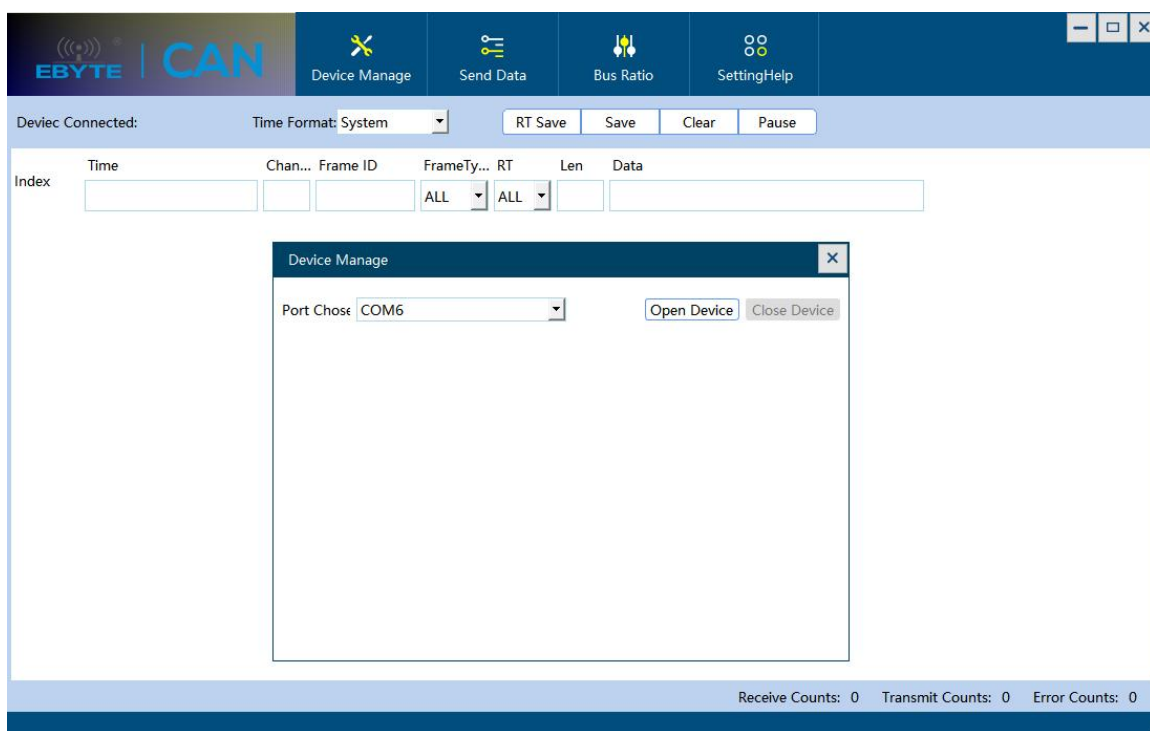 EBYTE | CAN
Device Manage
Send Data
Bus Ratio
SettingHelp
Deviec Connected:
Time Format: System
RT Save
Save
Clear
Pause
Index
Time
Chan...
Frame ID
FrameTy...
RT
Len
Data
ALL
ALL
Device Manage
Port Chose COM6
Open Device
Close Device
Receive Counts: 0
Transmit Counts: 0
Error Counts: 0